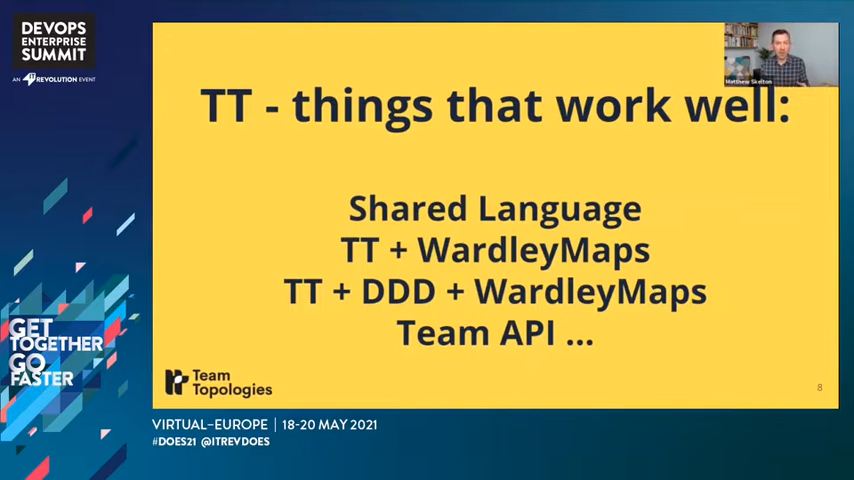 DEVOPS
ENTERPRISE
SUMMIT
AN IT REVOLUTION EVENT
Matthew Skelton
TT - things that work well:
Shared Language
TT + WardleyMaps
TT + DDD + WardleyMaps
Team API ...
Team
Topologies
8
GET
TOGETHER
GO
FASTER
VIRTUAL-EUROPE | 18-20 MAY 2021
#DOES21 @ITREVDOES